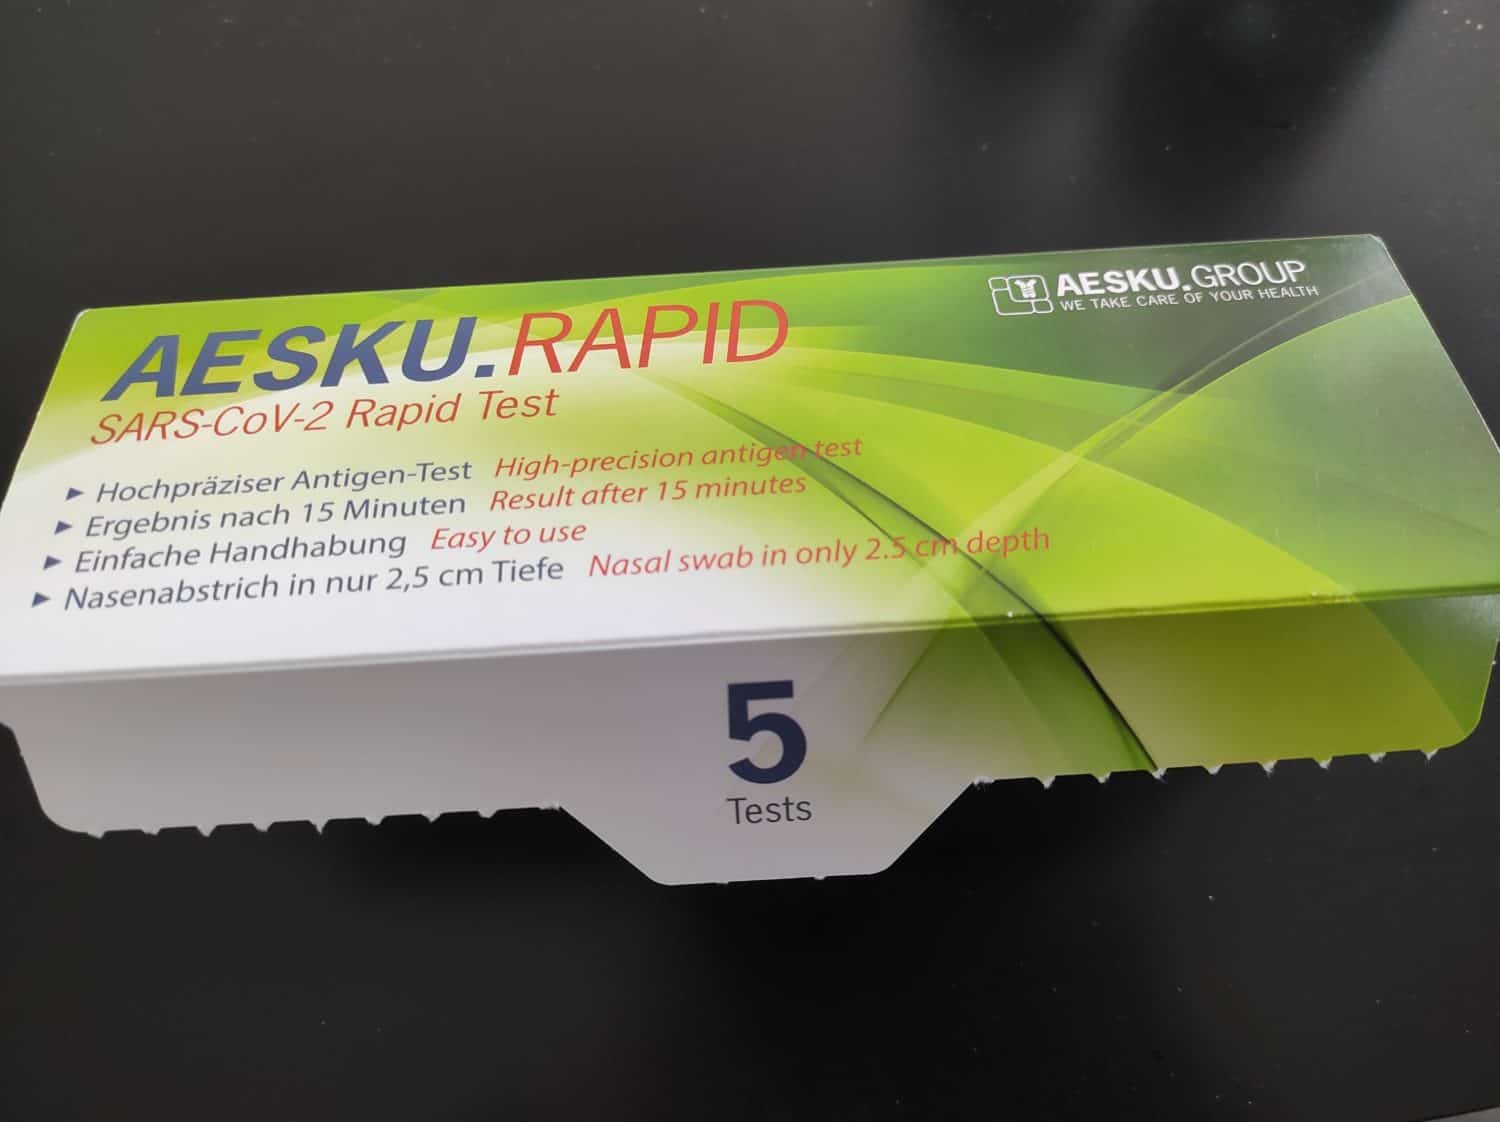 AESKU.GROUP
WE TAKE CARE OF YOUR HEALTH
AESKU.RAPID
SARS-CoV-2 Rapid Test
► Hochpräziser Antigen-Test High-precision antigen test
► Ergebnis nach 15 Minuten Result after 15 minutes
► Einfache Handhabung Easy to use
► Nasenabstrich in nur 2,5 cm Tiefe Nasal swab in only 2.5 cm depth
5
Tests